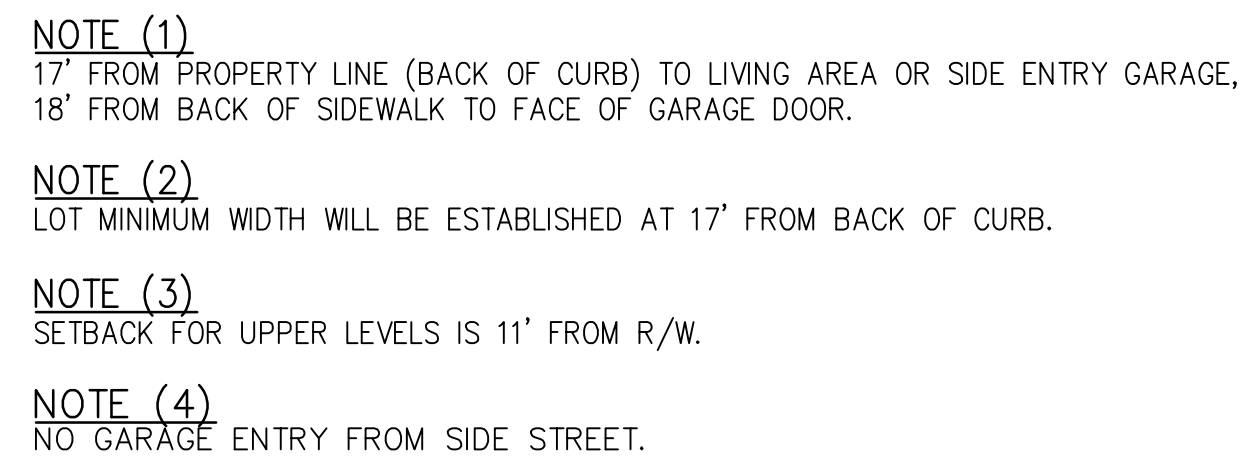 NOTE (1)
17' FROM PROPERTY LINE (BACK OF CURB) TO LIVING AREA OR SIDE ENTRY GARAGE,
18' FROM BACK OF SIDEWALK TO FACE OF GARAGE DOOR.
NOTE (2)
LOT MINIMUM WIDTH WILL BE ESTABLISHED AT 17' FROM BACK OF CURB.
NOTE (3)
SETBACK FOR UPPER LEVELS IS 11' FROM R/W.
NOTE (4)
NO GARAGE ENTRY FROM SIDE STREET.